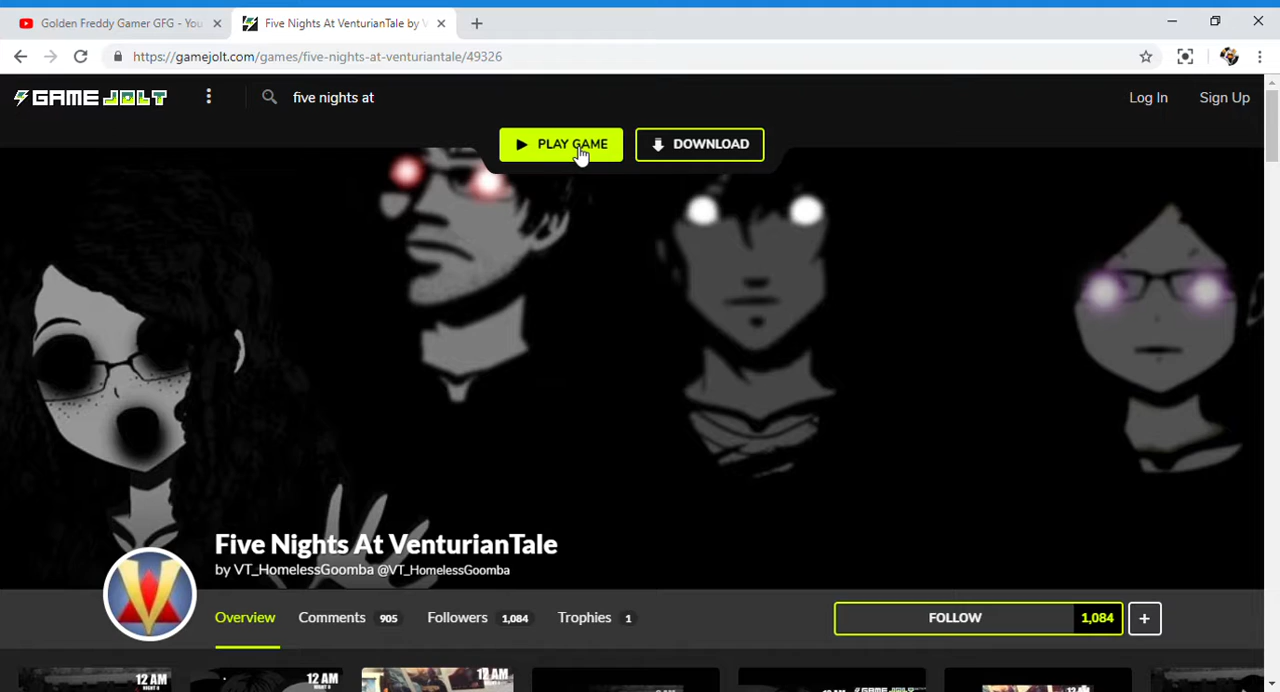 Golden Freddy Gamer GFG - You
Five Nights At VenturianTale by V
https://gamejolt.com/games/five-nights-at-venturiantale/49326
GAME JOLT
five nights at
Log In
Sign Up
PLAY GAME
DOWNLOAD
Five Nights At VenturianTale
by VT_HomelessGoomba @VT_HomelessGoomba
Overview
Comments 905
Followers 1,084
Trophies 1
FOLLOW 1,084
12 AM
12 AM
12 AM
GAME JOLT